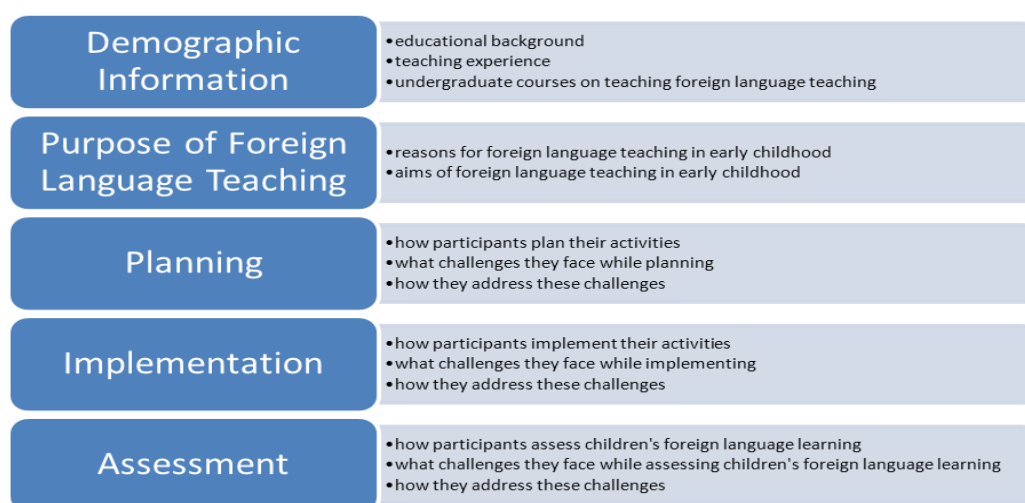 Demographic
Information
•educational background
•teaching experience
•undergraduate courses on teaching foreign language teaching
Purpose of Foreign
Language Teaching
•reasons for foreign language teaching in early childhood
•aims of foreign language teaching in early childhood
Planning
•how participants plan their activities
•what challenges they face while planning
•how they address these challenges
Implementation
•how participants implement their activities
•what challenges they face while implementing
•how they address these challenges
Assessment
•how participants assess children's foreign language learning
•what challenges they face while assessing children's foreign language learning
•how they address these challenges